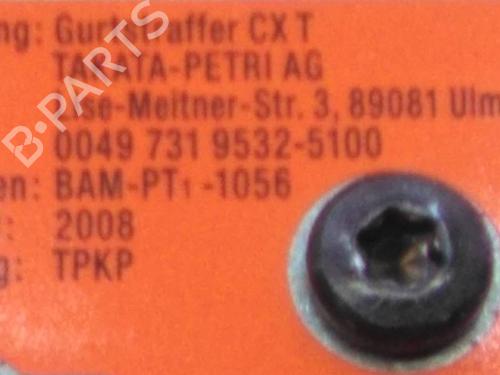 ng: Gurtstraffer CX T
TAKATA-PETRI AG
ise-Meitner-Str. 3, 89081 Ulm
0049 731 9532-5100
en: BAM-PT1-1056
: 2008
g: TPKP
B-PARTS